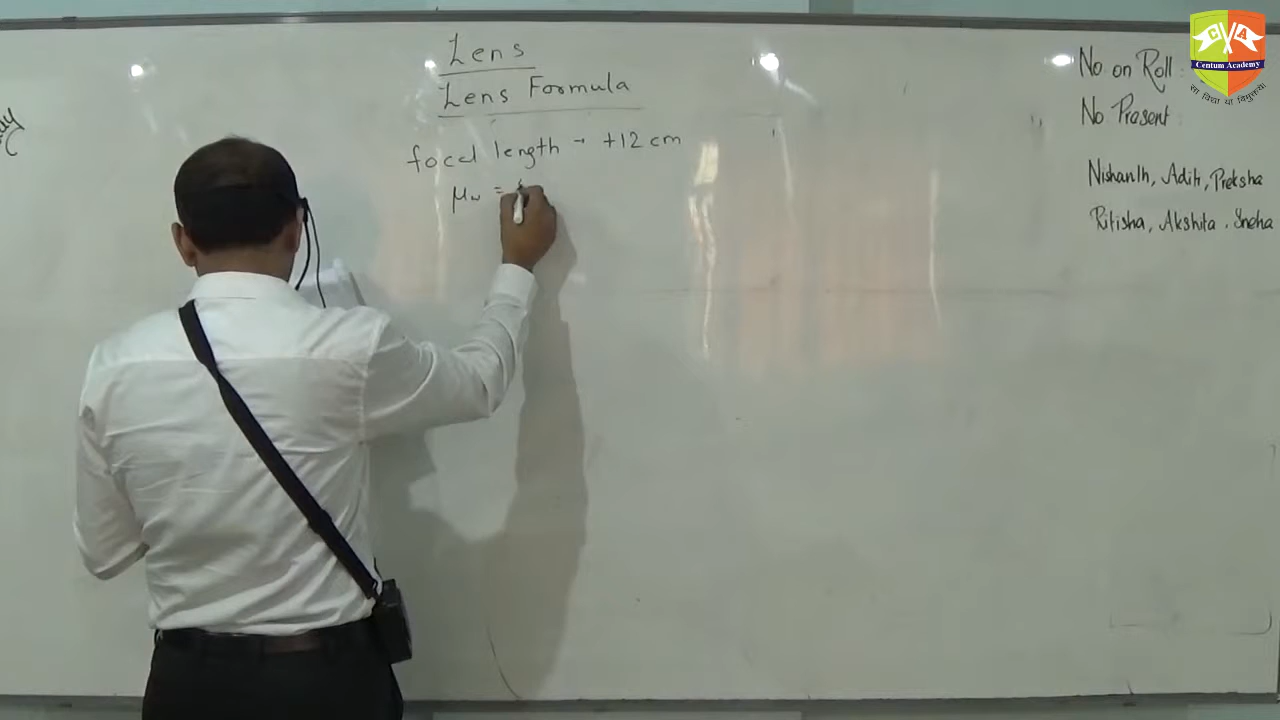 Lens
Lens Formula
focal length → +12 cm
μw =
No on Roll :
No Present :
Nishanth, Aditi, Preksha
Ritisha, Akshita, Sneha
C A
Centum Academy
सा विद्या या विमुक्तये